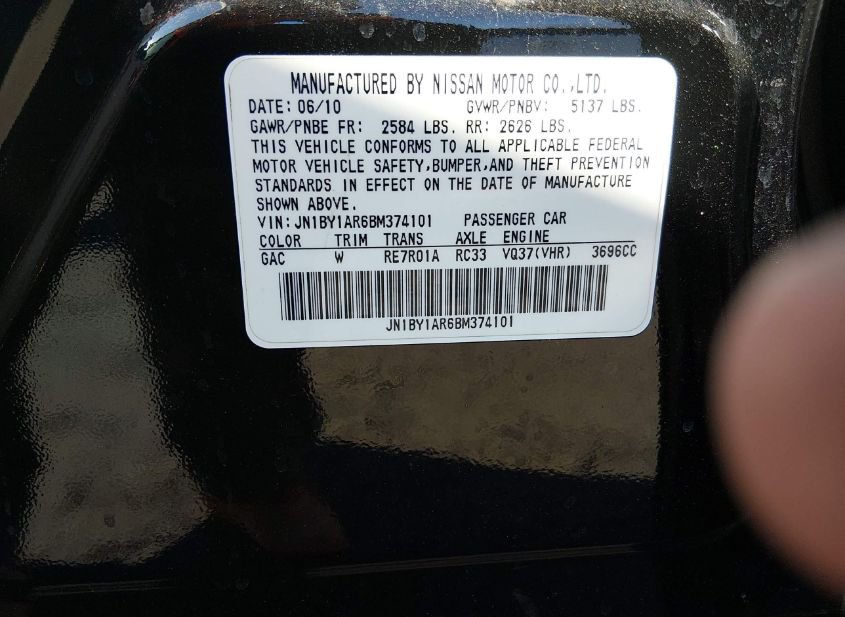 MANUFACTURED BY NISSAN MOTOR CO.,LTD.
DATE: 06/10 GVWR/PNBV: 5137 LBS.
GAWR/PNBE FR: 2584 LBS. RR: 2626 LBS.
THIS VEHICLE CONFORMS TO ALL APPLICABLE FEDERAL
MOTOR VEHICLE SAFETY,BUMPER,AND THEFT PREVENTION
STANDARDS IN EFFECT ON THE DATE OF MANUFACTURE
SHOWN ABOVE.
VIN: JN1BY1AR6BM374101 PASSENGER CAR
COLOR TRIM TRANS AXLE ENGINE
GAC W RE7R01A RC33 VQ37(VHR) 3696CC
JN1BY1AR6BM374101